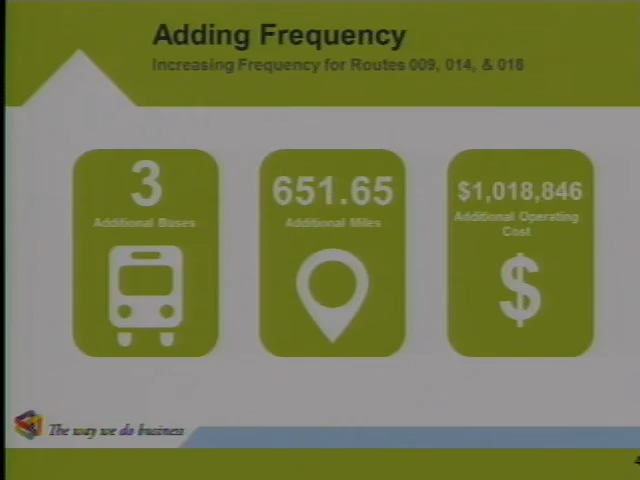 Adding Frequency
Increasing Frequency for Routes 009, 014, & 018
3
Additional Buses
651.65
Additional Miles
$1,018,846
Additional Operating
Cost
$
The way we do business
4